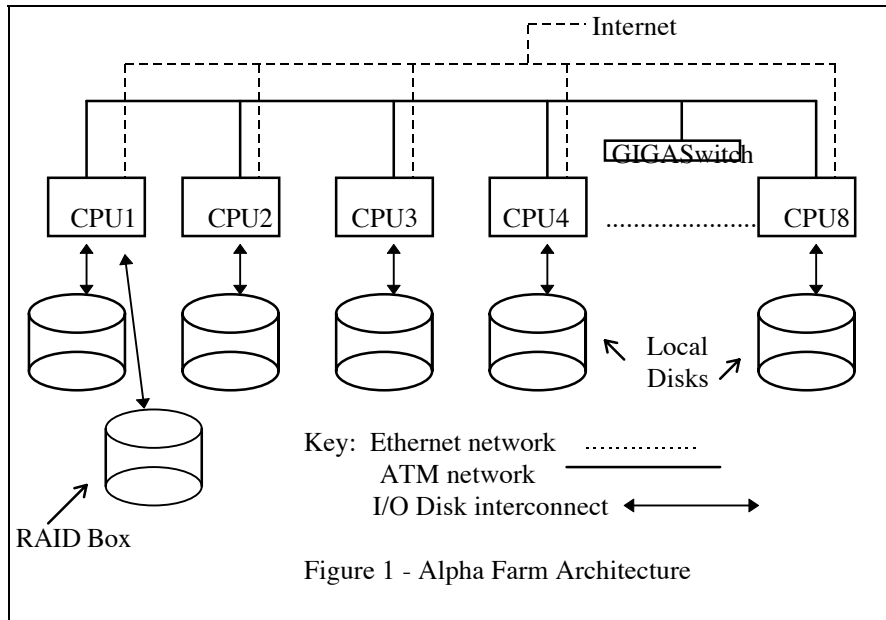 Internet
GIGASwitch
CPU1 CPU2 CPU3 CPU4 CPU8
Local
Disks
Key: Ethernet network
ATM network
I/O Disk interconnect
RAID Box
Figure 1 - Alpha Farm Architecture